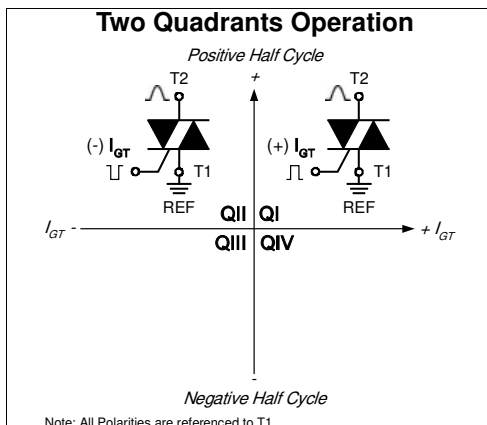 Two Quadrants Operation
Positive Half Cycle
+
T2
T2
(-) IGT
(+) IGT
T1
T1
REF
REF
QII QI
IGT -
+ IGT
QIII QIV
-
Negative Half Cycle
Note: All Polarities are referenced to T1